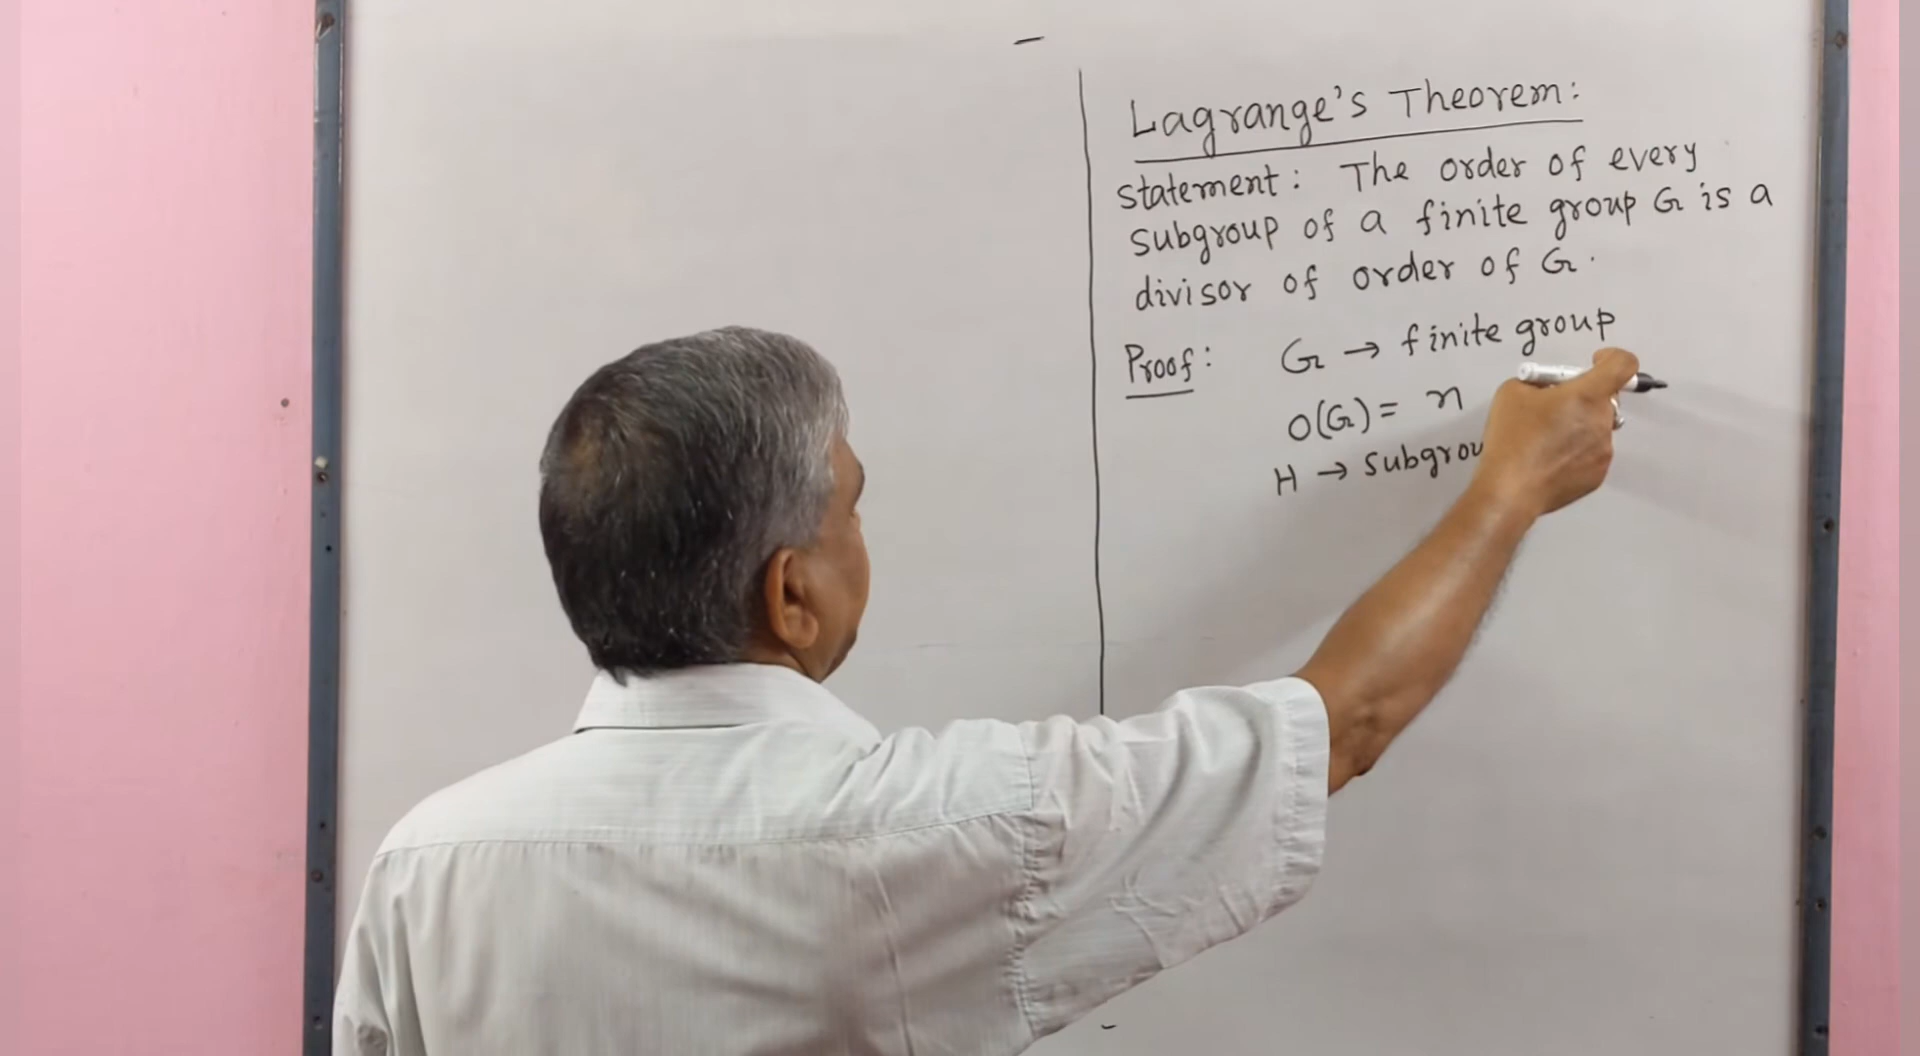 Lagrange's Theorem:
statement: The order of every
subgroup of a finite group G is a
divisor of order of G.
Proof: G → finite group
O(G) = n
H → subgrou